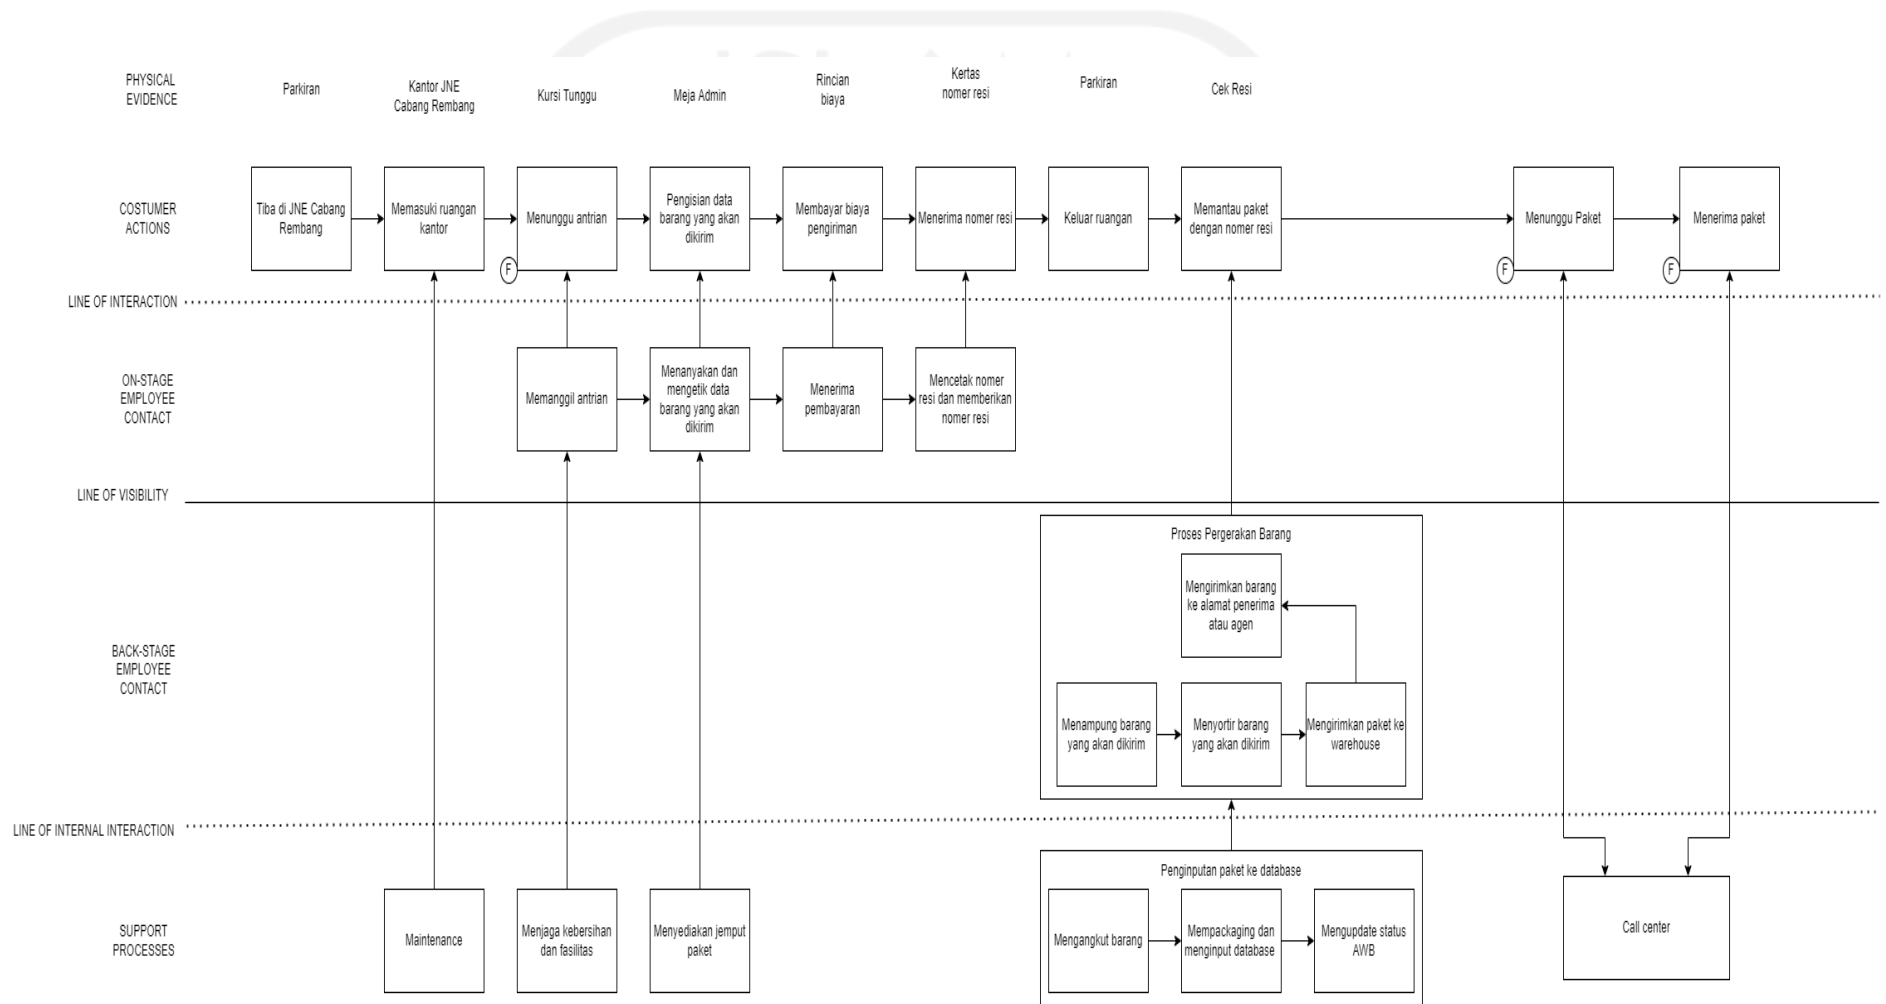 PHYSICAL
EVIDENCE
Parkiran
Kantor JNE
Cabang Rembang
Kursi Tunggu
Meja Admin
Rincian
biaya
Kertas
nomer resi
Parkiran
Cek Resi
COSTUMER
ACTIONS
Tiba di JNE Cabang
Rembang
Memasuki ruangan
kantor
Menunggu antrian
Pengisian data
barang yang akan
dikirim
Membayar biaya
pengiriman
Menerima nomer resi
Keluar ruangan
Memantau paket
dengan nomer resi
Menunggu Paket
Menerima paket
F
F
F
LINE OF INTERACTION
ON-STAGE
EMPLOYEE
CONTACT
Memanggil antrian
Menanyakan dan
mengetik data
barang yang akan
dikirim
Menerima
pembayaran
Mencetak nomer
resi dan memberikan
nomer resi
LINE OF VISIBILITY
BACK-STAGE
EMPLOYEE
CONTACT
Proses Pergerakan Barang
Mengirimkan barang
ke alamat penerima
atau agen
Menampung barang
yang akan dikirim
Menyortir barang
yang akan dikirim
Mengirimkan paket ke
warehouse
LINE OF INTERNAL INTERACTION
SUPPORT
PROCESSES
Maintenance
Menjaga kebersihan
dan fasilitas
Menyediakan jemput
paket
Penginputan paket ke database
Mengangkut barang
Mempackaging dan
menginput database
Mengupdate status
AWB
Call center